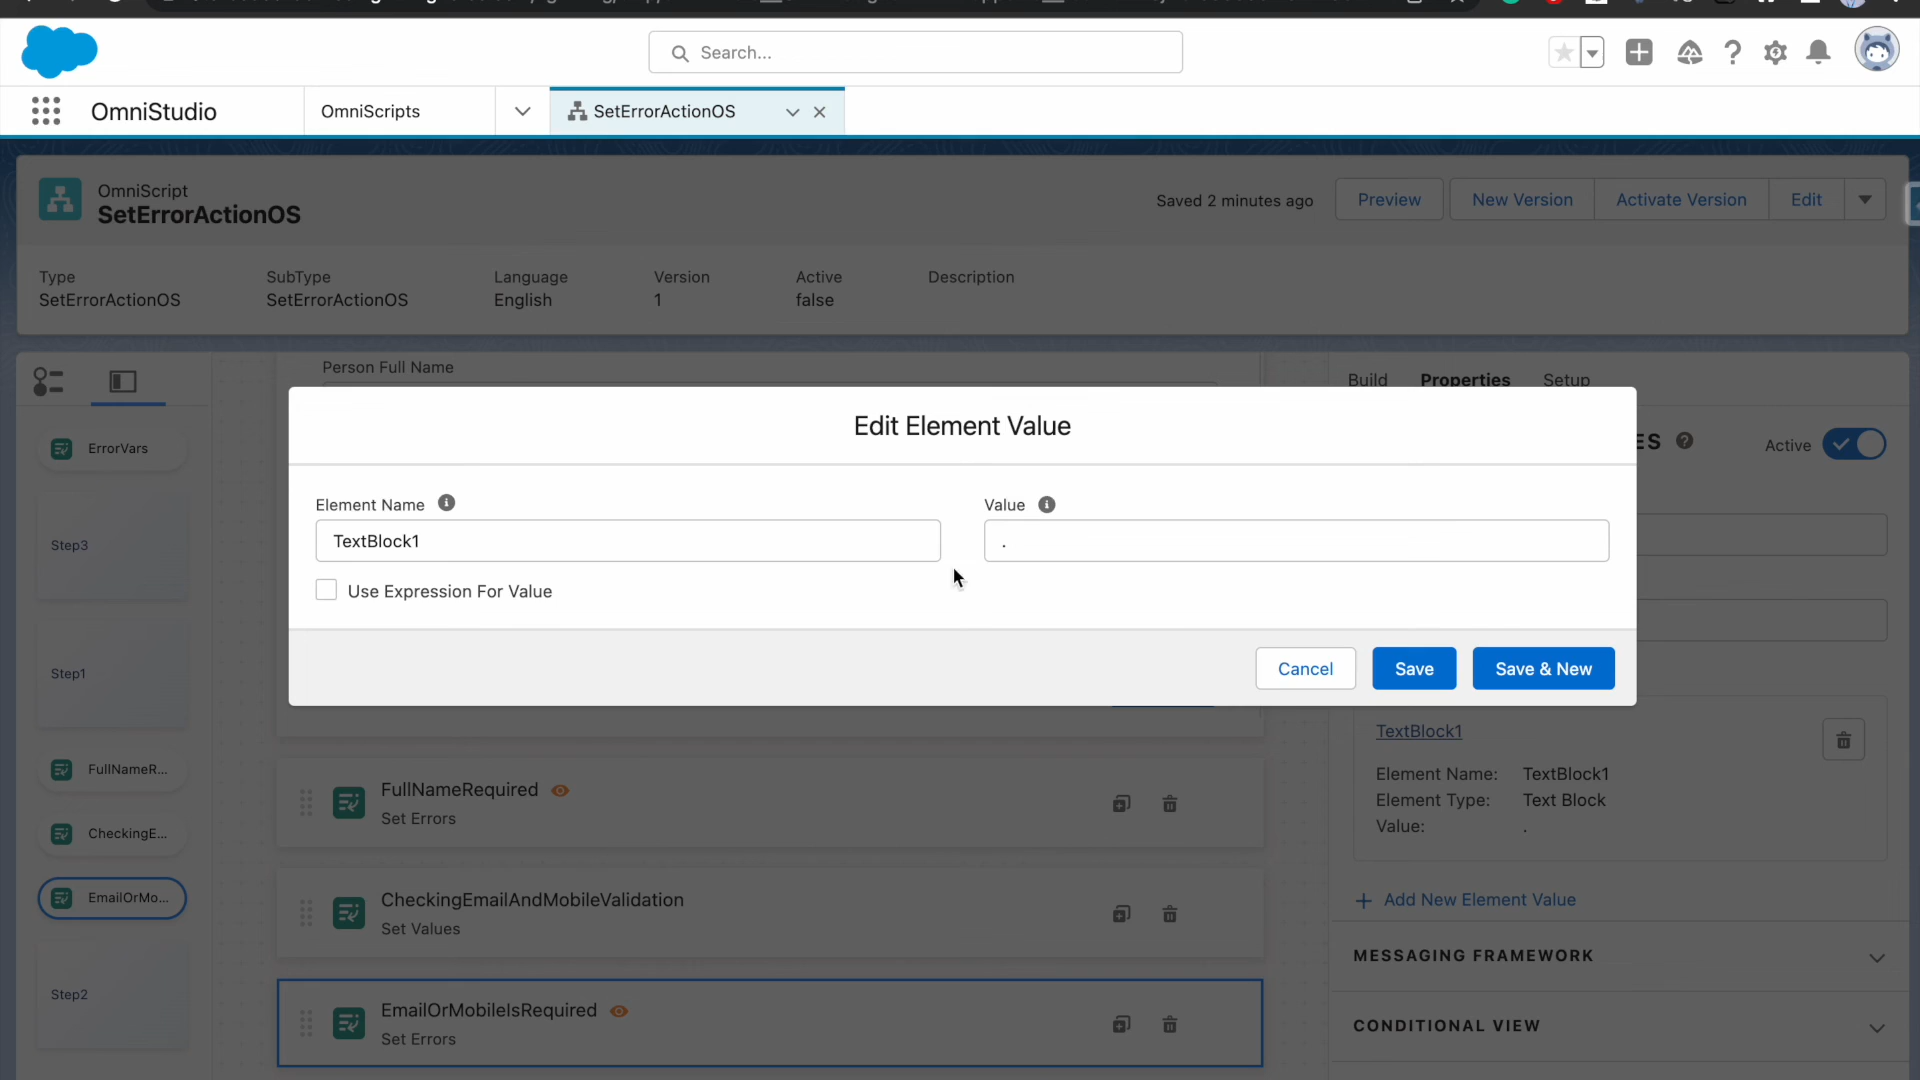 Search...
OmniStudio
OmniScripts
SetErrorActionOS
OmniScript
SetErrorActionOS
Saved 2 minutes ago
Preview
New Version
Activate Version
Edit
Type
SubType
Language
Version
Active
Description
SetErrorActionOS
SetErrorActionOS
English
1
false
Person Full Name
Build
Properties
Setup
ErrorVars
Step3
Step1
FullNameR...
CheckingE...
EmailOrMo...
Step2
ES
Active
Edit Element Value
Element Name
Value
TextBlock1
.
Use Expression For Value
Cancel
Save
Save & New
FullNameRequired
Set Errors
CheckingEmailAndMobileValidation
Set Values
EmailOrMobileIsRequired
Set Errors
TextBlock1
Element Name: TextBlock1
Element Type: Text Block
Value: .
+ Add New Element Value
MESSAGING FRAMEWORK
CONDITIONAL VIEW